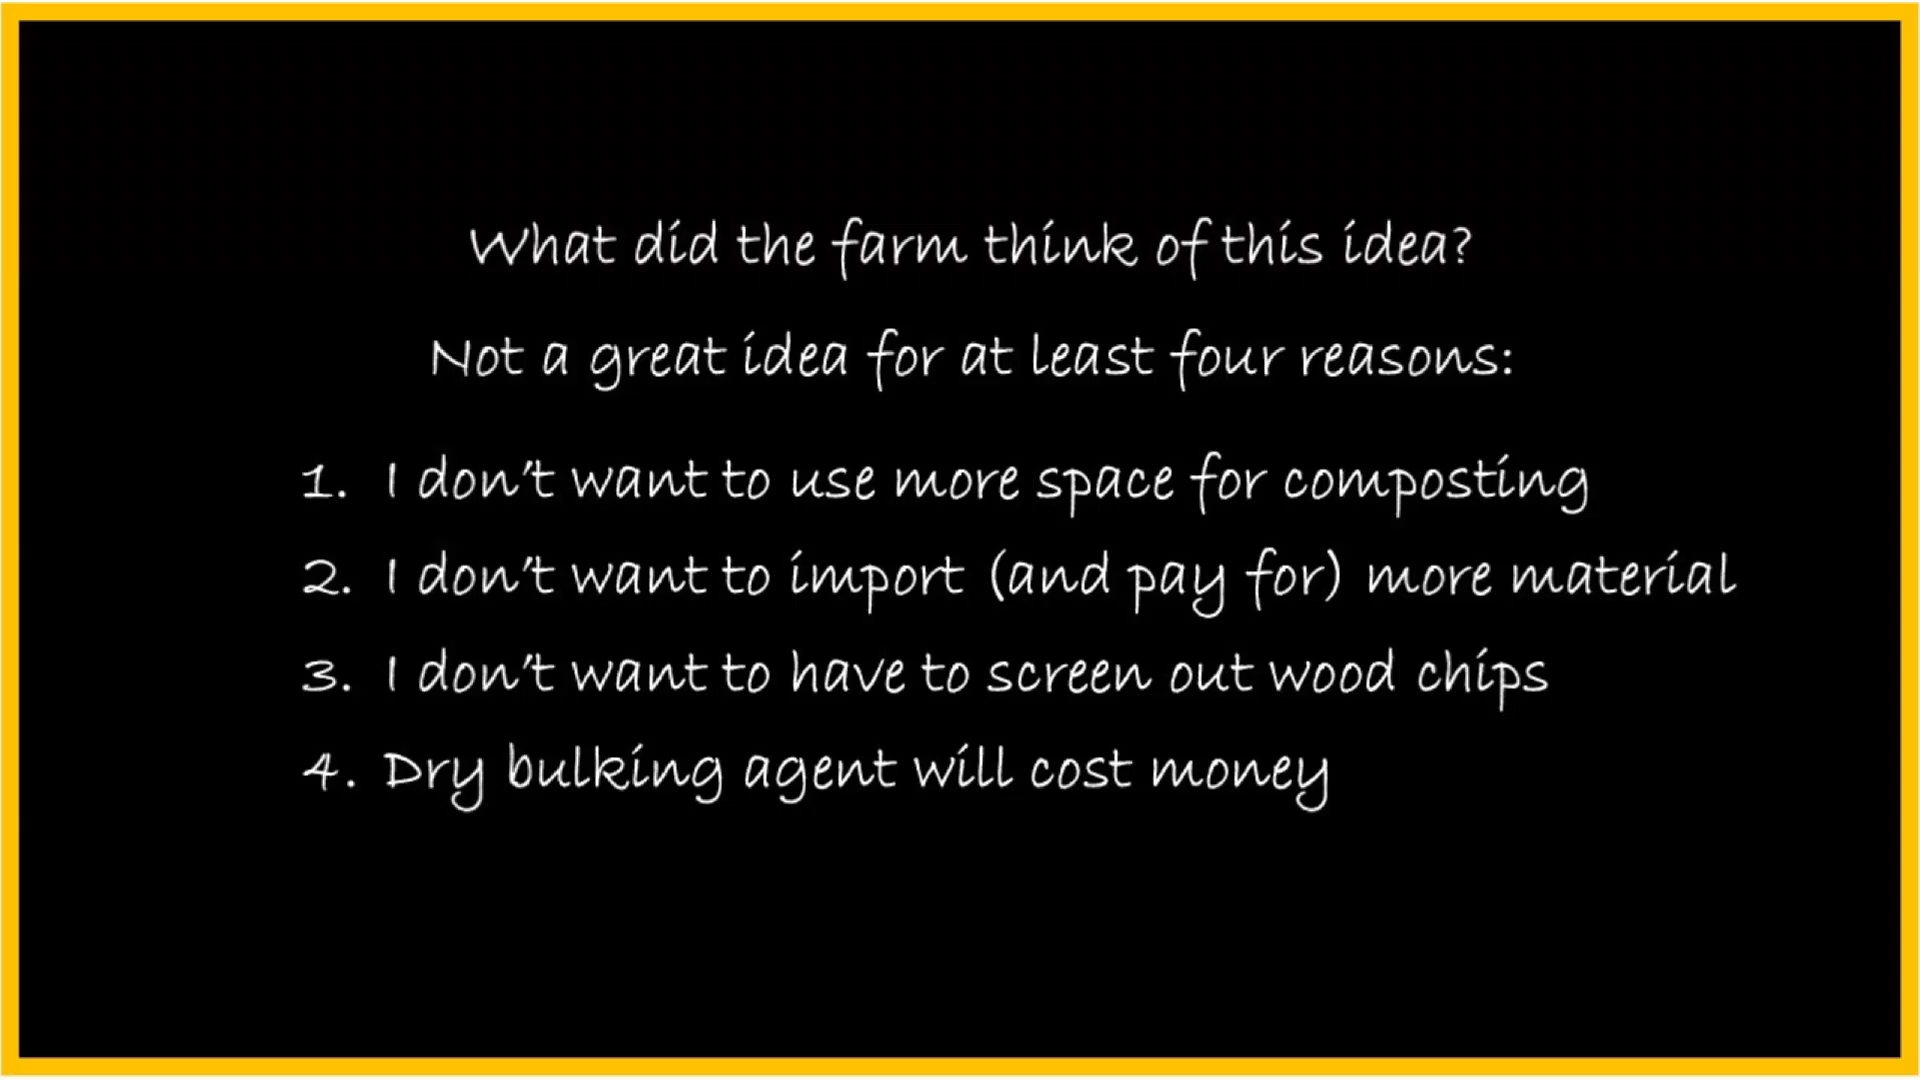 What did the farm think of this idea?
Not a great idea for at least four reasons:
1. I don’t want to use more space for composting
2. I don’t want to import (and pay for) more material
3. I don’t want to have to screen out wood chips
4. Dry bulking agent will cost money